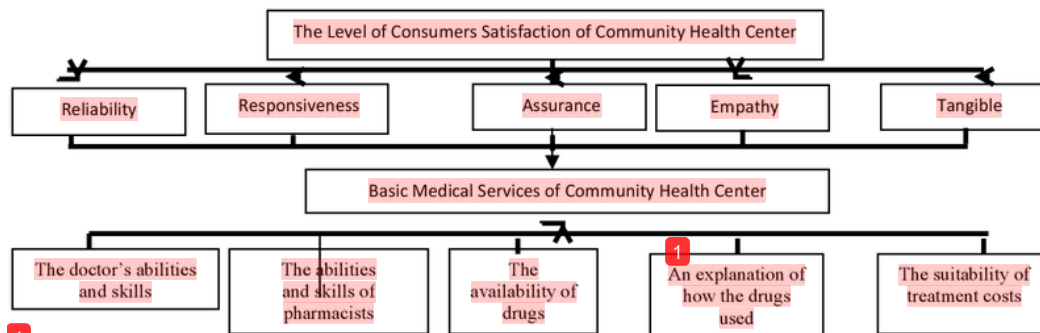 The Level of Consumers Satisfaction of Community Health Center
Reliability
Responsiveness
Assurance
Empathy
Tangible
Basic Medical Services of Community Health Center
The doctor's abilities
and skills
The abilities
and skills of
pharmacists
The
availability of
drugs
1
An explanation of
how the drugs
used
The suitability of
treatment costs